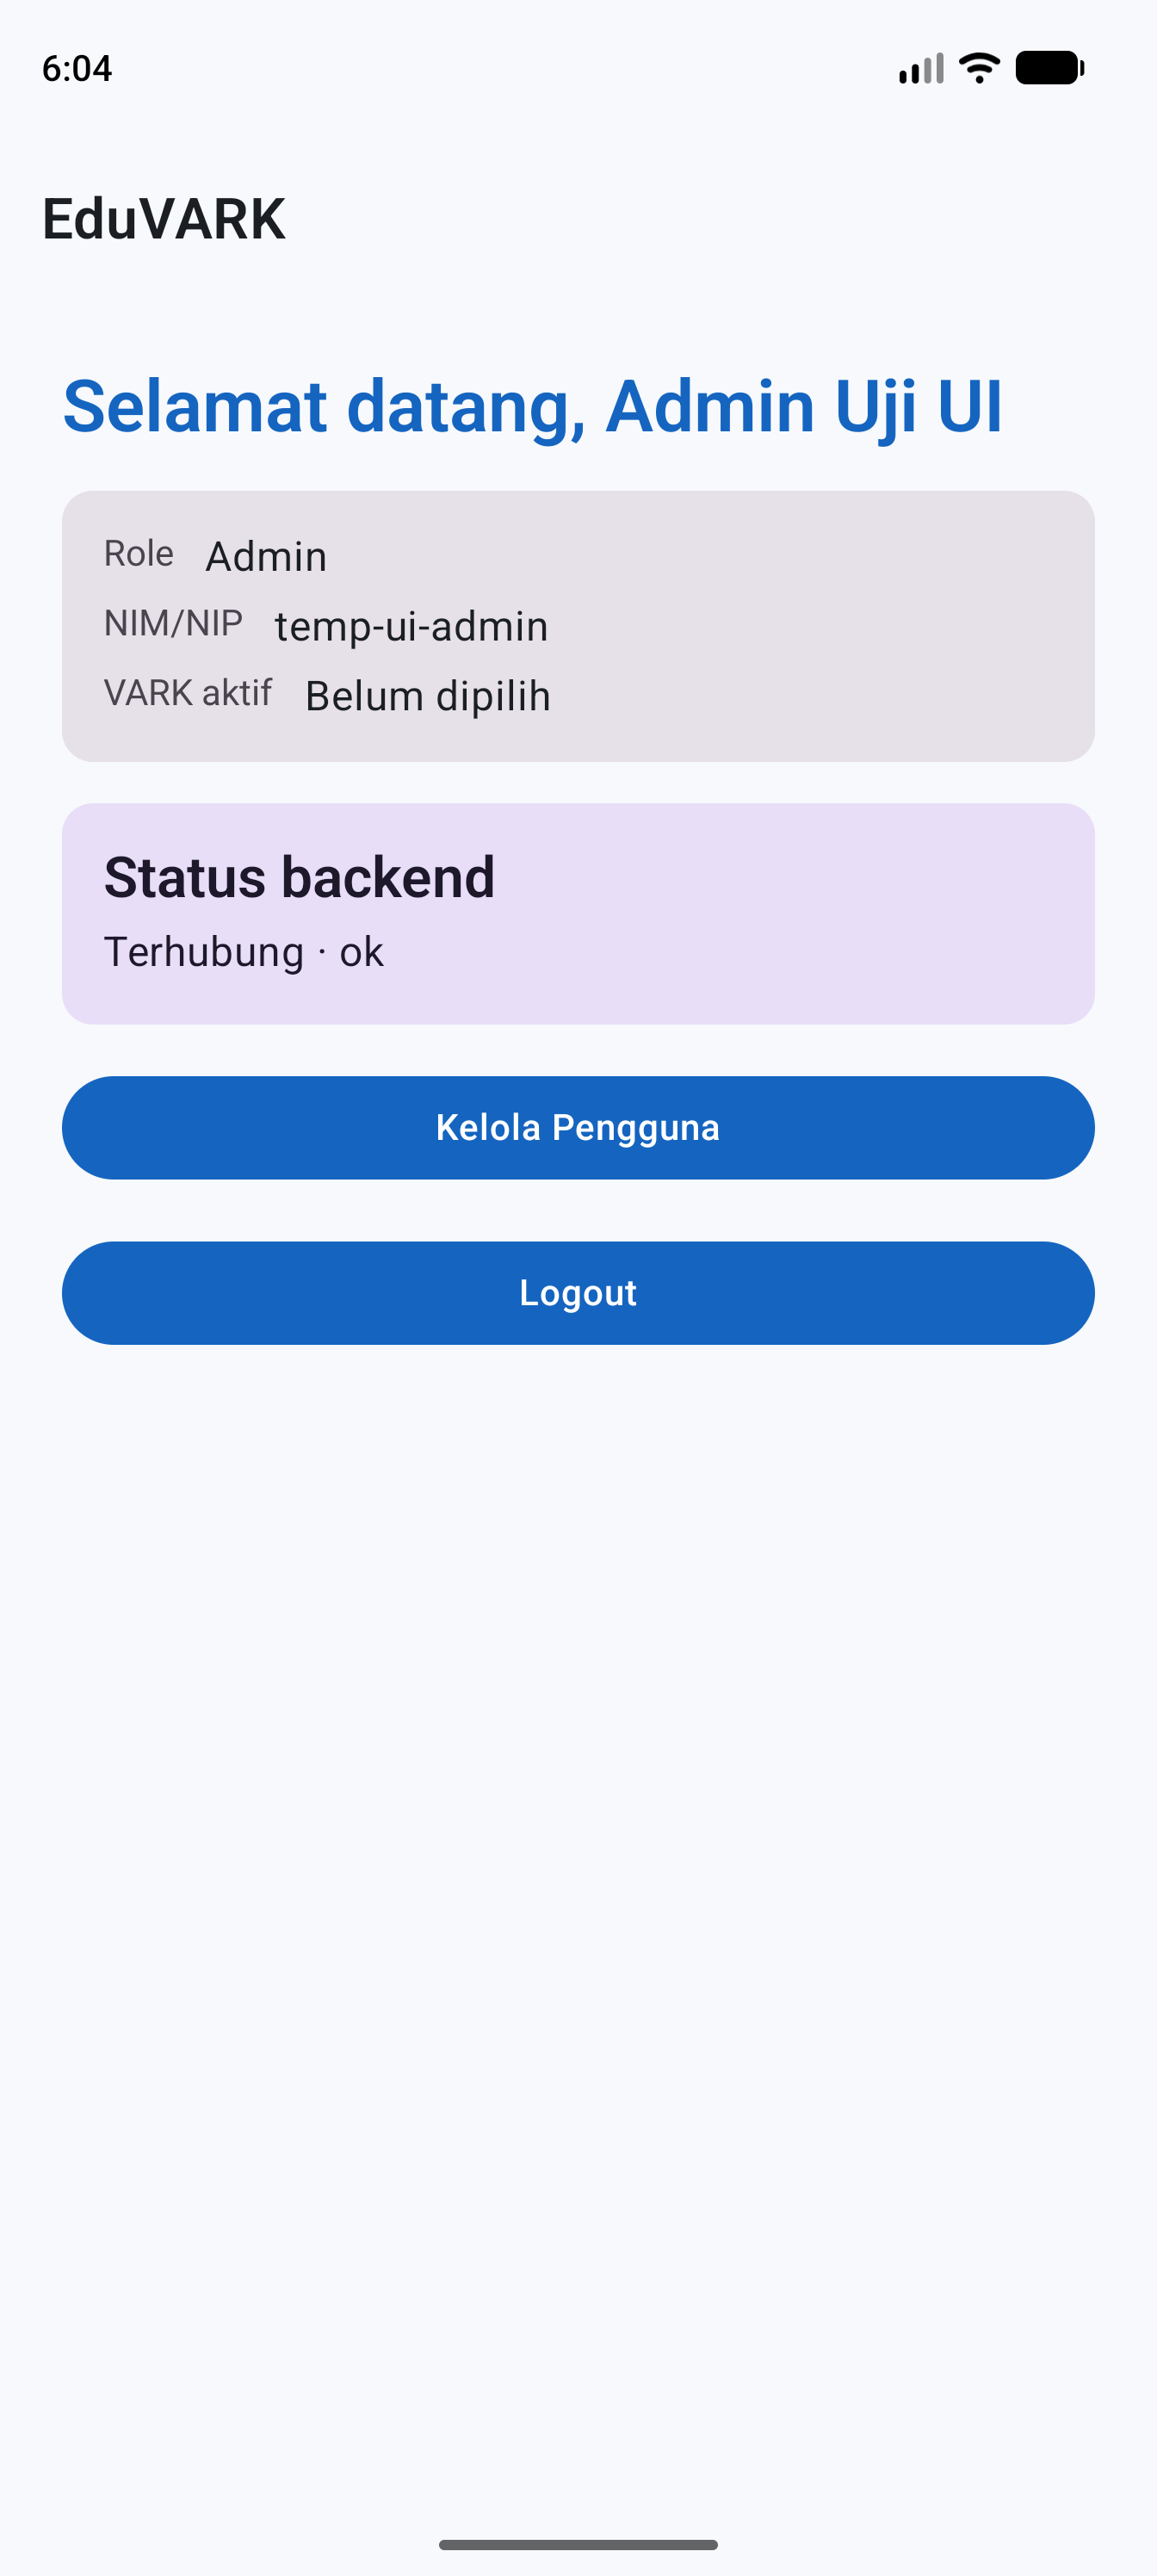 6:04
EduVARK
Selamat datang, Admin Uji UI
Role Admin
NIM/NIP temp-ui-admin
VARK aktif Belum dipilih
Status backend
Terhubung · ok
Kelola Pengguna
Logout